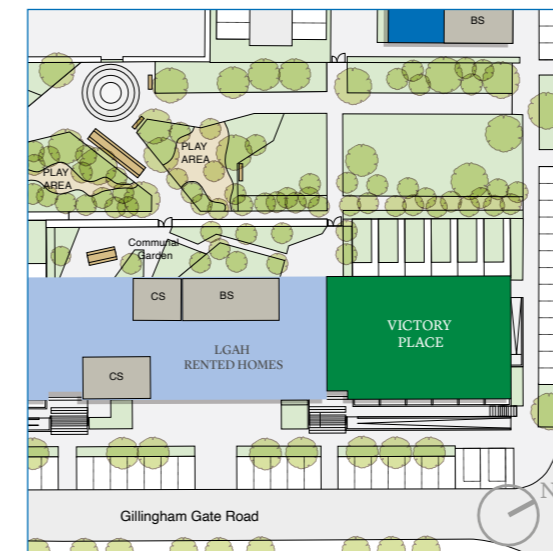 BS
PLAY
AREA
PLAY
AREA
Communal
Garden
CS
BS
VICTORY
PLACE
LGAH
RENTED HOMES
CS
Gillingham Gate Road
N